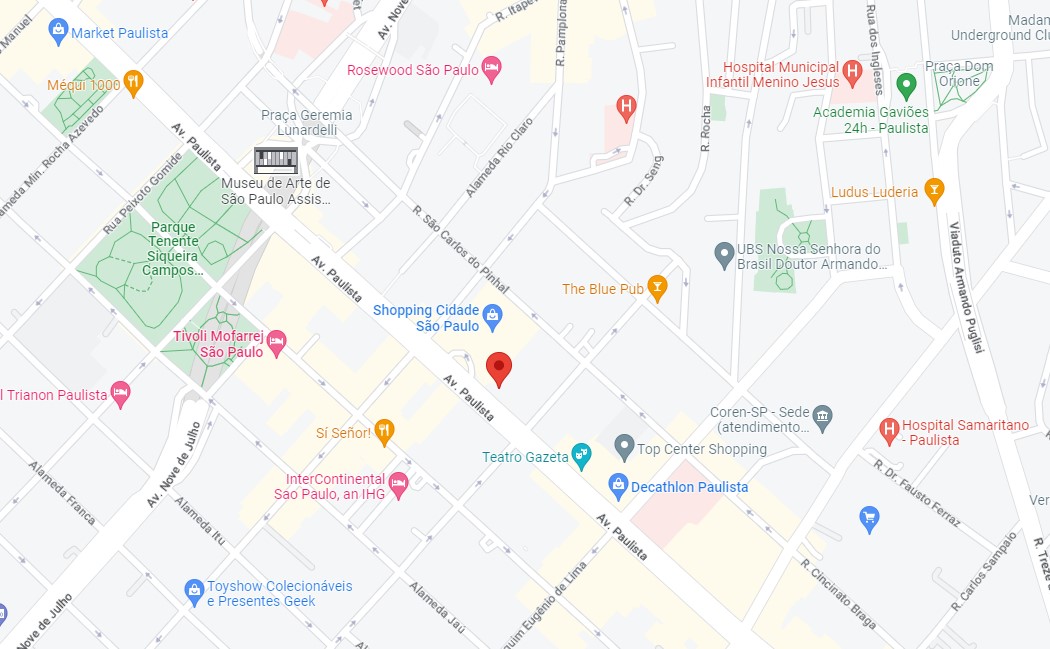 Manuel
Market Paulista
Av. Nove
R. Itapev
R. Pamplona
Rua dos Ingleses
Madam
Underground Clu
Méqui 1000
Rosewood São Paulo
Hospital Municipal
Infantil Menino Jesus
Praça Dom
Orione
Alameda Min. Rocha Azevedo
Av. Paulista
Praça Geremia
Lunardelli
Alameda Rio Claro
R. Rocha
Academia Gaviões
24h - Paulista
Rua Peixoto Gomide
Museu de Arte de
São Paulo Assis...
R. Dr. Seng
Ludus Luderia
Parque
Tenente
Siqueira
Campos...
R. São Carlos do Pinhal
UBS Nossa Senhora do
Brasil Doutor Armando...
Viaduto Armando Puglisi
Av. Paulista
The Blue Pub
Shopping Cidade
São Paulo
Tivoli Mofarrej
São Paulo
l Trianon Paulista
Av. Paulista
Coren-SP - Sede
(atendimento...
Hospital Samaritano
- Paulista
Sí Señor!
Teatro Gazeta
Top Center Shopping
Av. Nove de Julho
InterContinental
Sao Paulo, an IHG
Decathlon Paulista
R. Dr. Fausto Ferraz
Alameda Franca
Alameda Itu
Av. Paulista
Ver
Toyshow Colecionáveis
e Presentes Geek
Alameda Jaú
quim Eugênio de Lima
R. Cincinato Braga
R. Carlos Sampaio
R. Treze
Nove de Julho